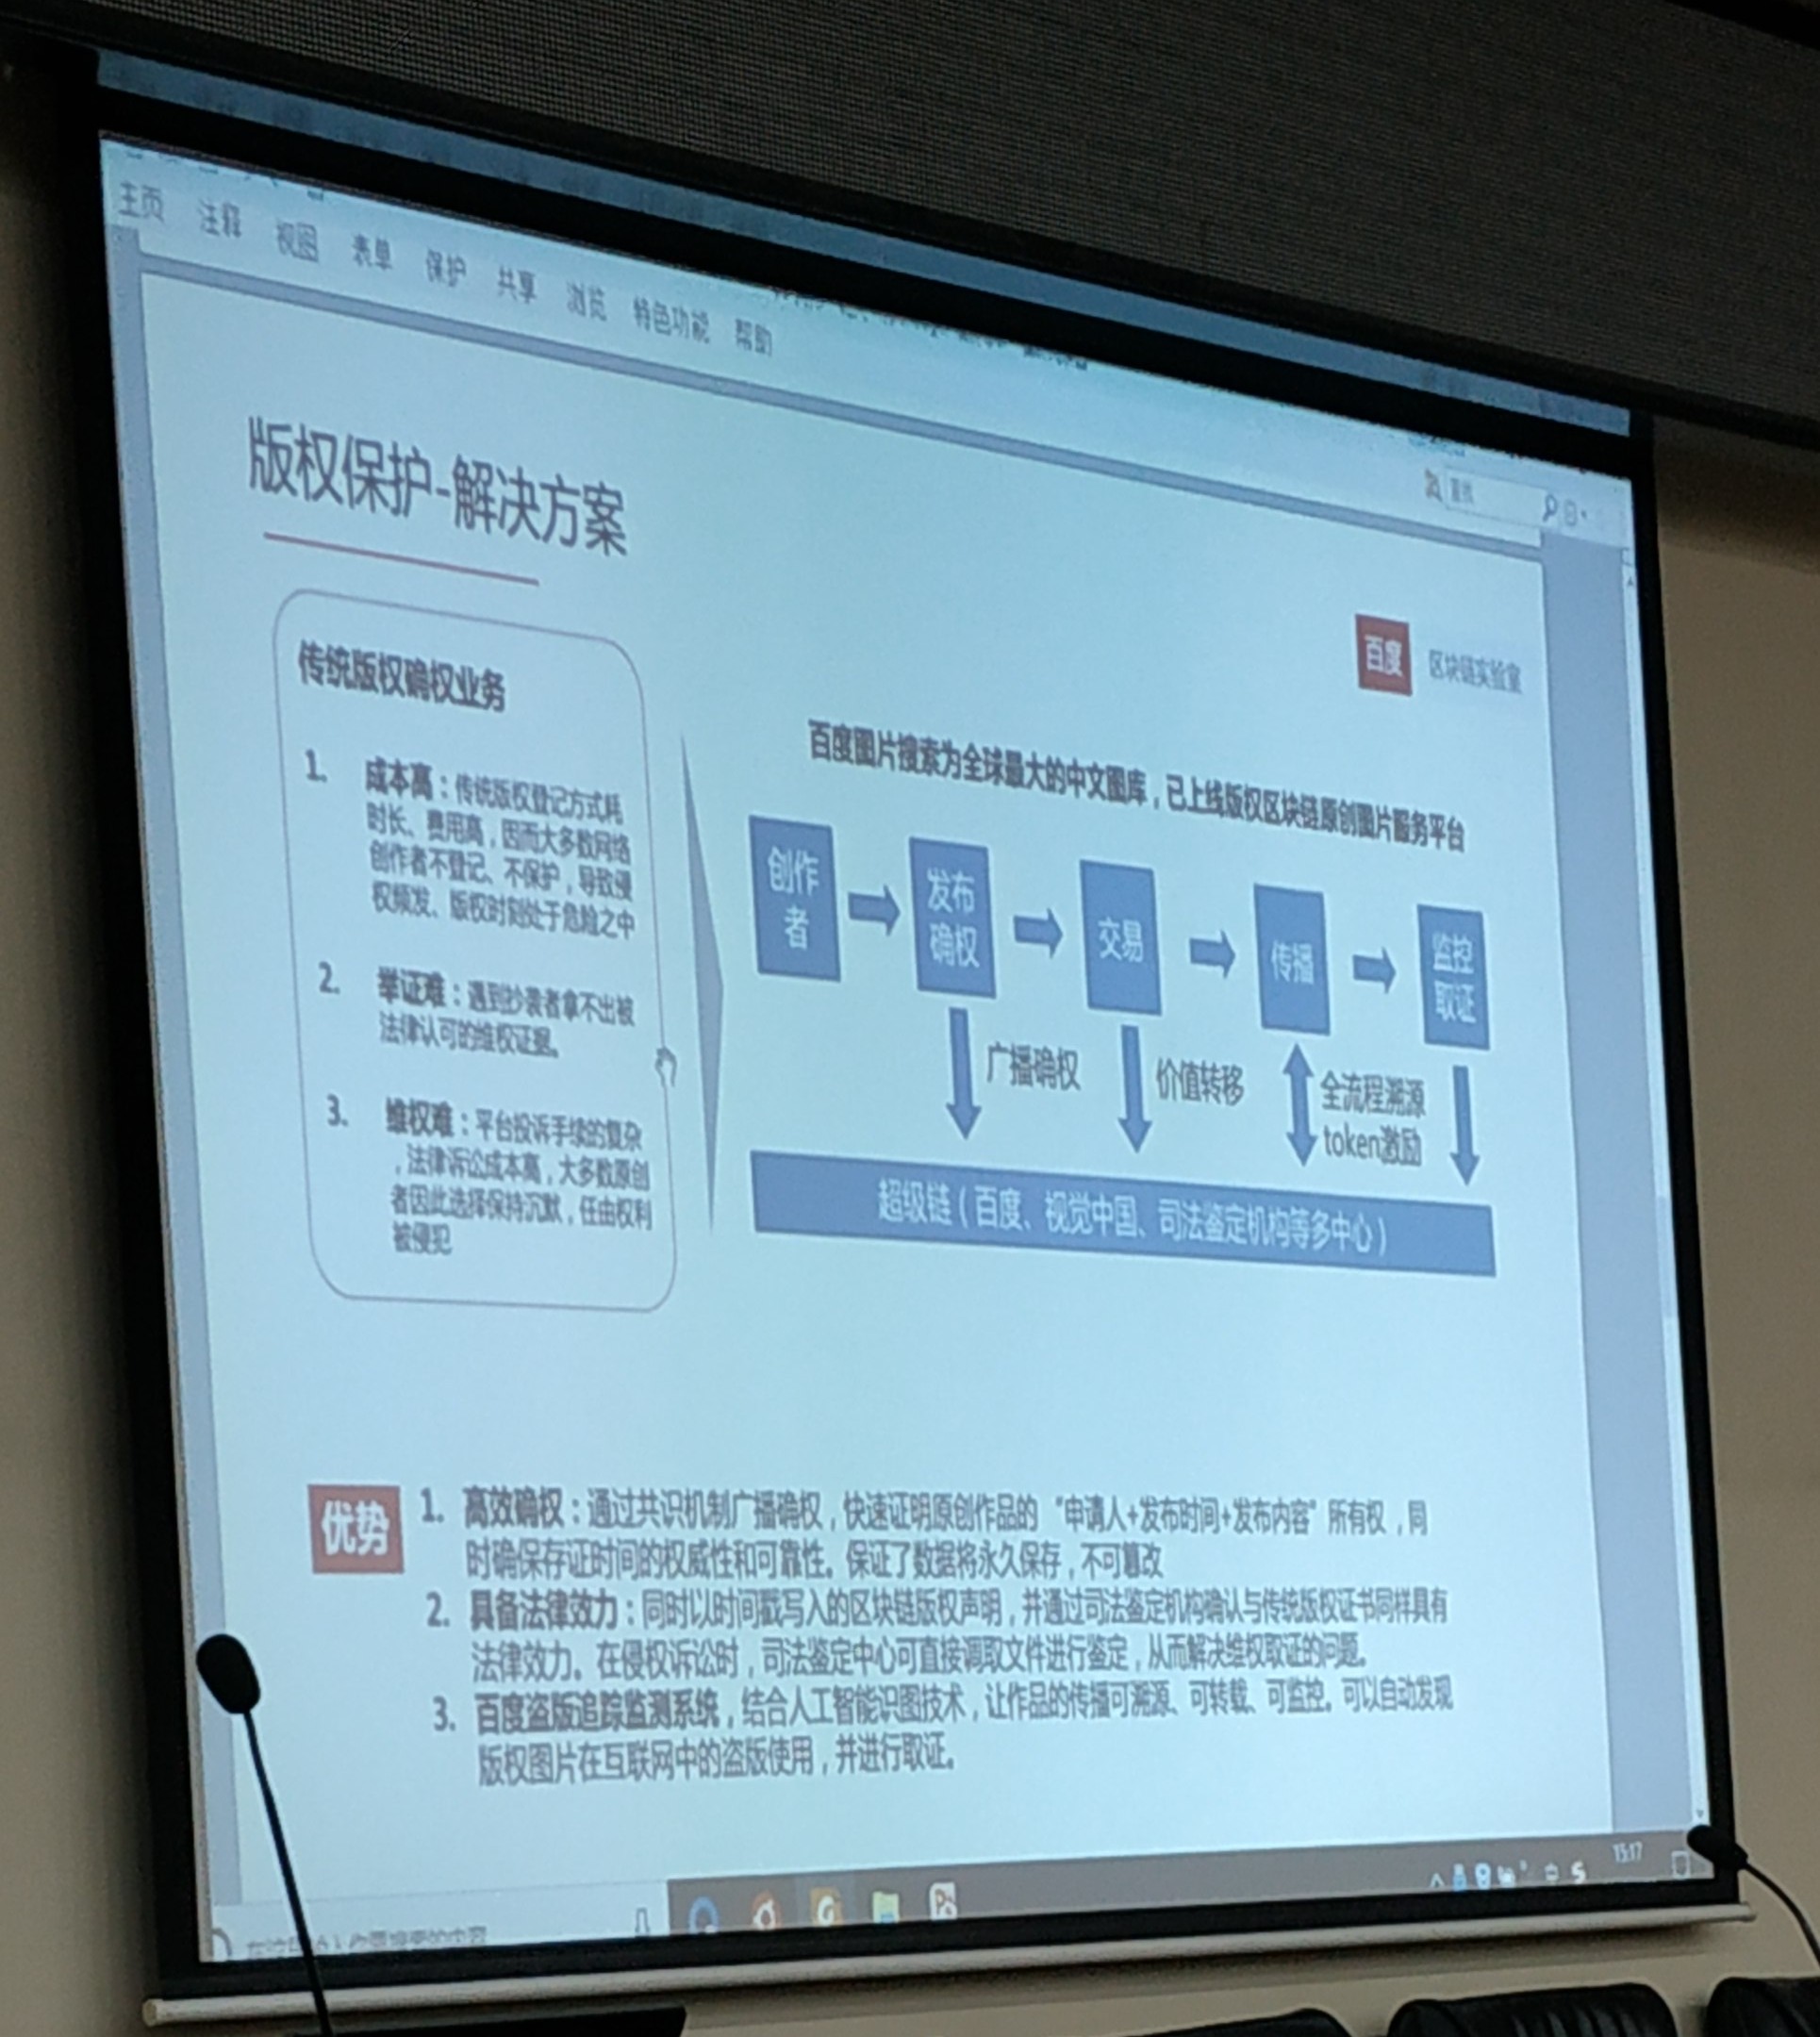 主页 注释 视图 表单 保护 共享 浏览 特色功能 帮助
查找
版权保护-解决方案
百度 区块链实验室
传统版权确权业务
1. 成本高：传统版权登记方式耗
时长、费用高，因而大多数网络
创作者不登记、不保护，导致侵
权频发、版权时刻处于危险之中
2. 举证难：遇到抄袭者拿不出被
法律认可的维权证据。
3. 维权难：平台投诉手续的复杂
，法律诉讼成本高，大多数原创
者因此选择保持沉默，任由权利
被侵犯
百度图片搜索为全球最大的中文图库，已上线版权区块链原创图片服务平台
创作
者
发布
确权
交易
传播
监控
取证
广播确权
价值转移
全流程溯源
token激励
超级链（百度、视觉中国、司法鉴定机构等多中心）
优势
1. 高效确权：通过共识机制广播确权，快速证明原创作品的 “申请人+发布时间+发布内容” 所有权，同
时确保存证时间的权威性和可靠性。保证了数据将永久保存，不可篡改
2. 具备法律效力：同时以时间戳写入的区块链版权声明，并通过司法鉴定机构确认与传统版权证书同样具有
法律效力。在侵权诉讼时，司法鉴定中心可直接调取文件进行鉴定，从而解决维权取证的问题。
3. 百度盗版追踪监测系统，结合人工智能识图技术，让作品的传播可溯源、可转载、可监控。可以自动发现
版权图片在互联网中的盗版使用，并进行取证。
中
15:17